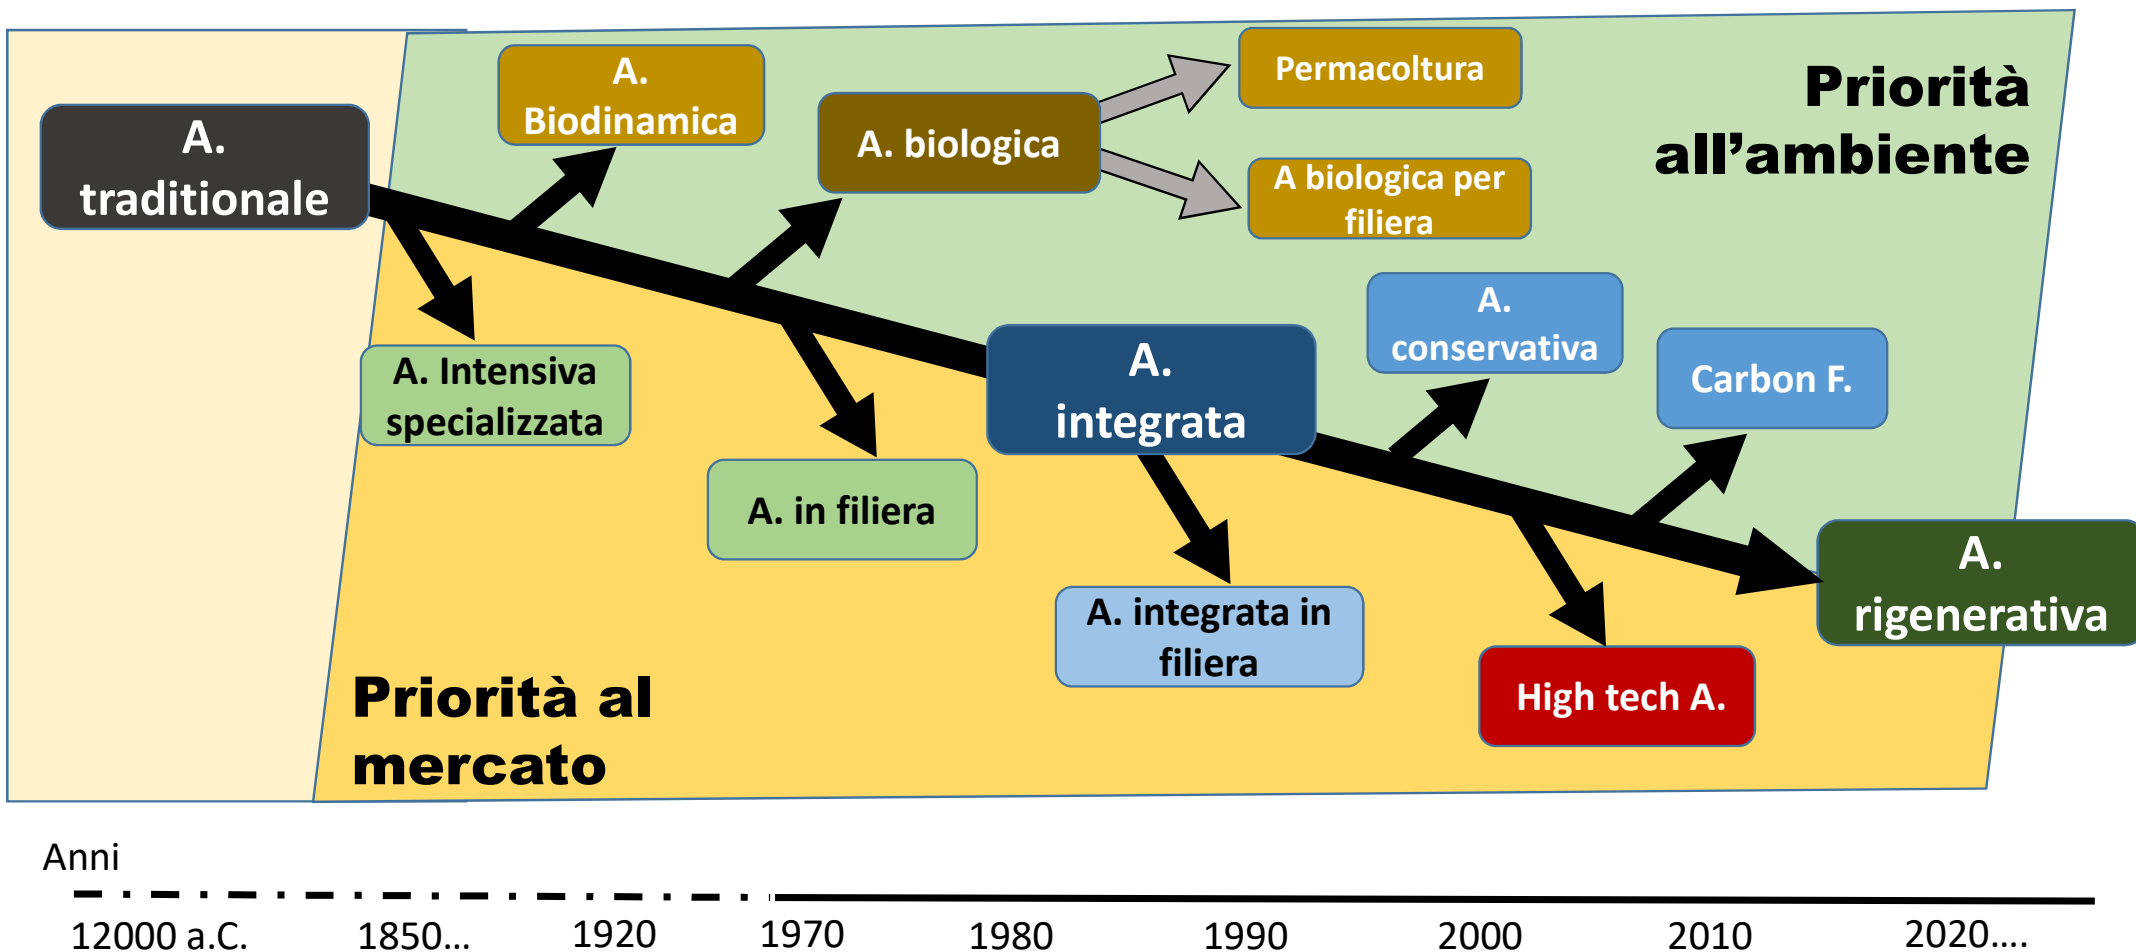 A.
traditionale
A.
Biodinamica
A. biologica
Permacoltura
A biologica per
filiera
Priorità
all'ambiente
A. Intensiva
specializzata
A. in filiera
A.
integrata
A.
conservativa
Carbon F.
A. integrata in
filiera
High tech A.
A.
rigenerativa
Priorità al
mercato
Anni
12000 a.C. 1850... 1920 1970 1980 1990 2000 2010 2020....